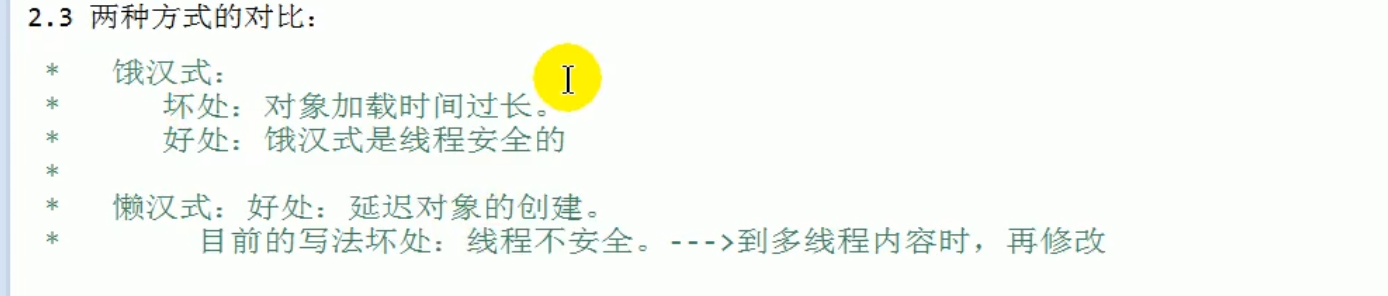 2.3 两种方式的对比：
* 饿汉式：
* 坏处：对象加载时间过长。
* 好处：饿汉式是线程安全的
*
* 懒汉式：好处：延迟对象的创建。
* 目前的写法坏处：线程不安全。--->到多线程内容时，再修改